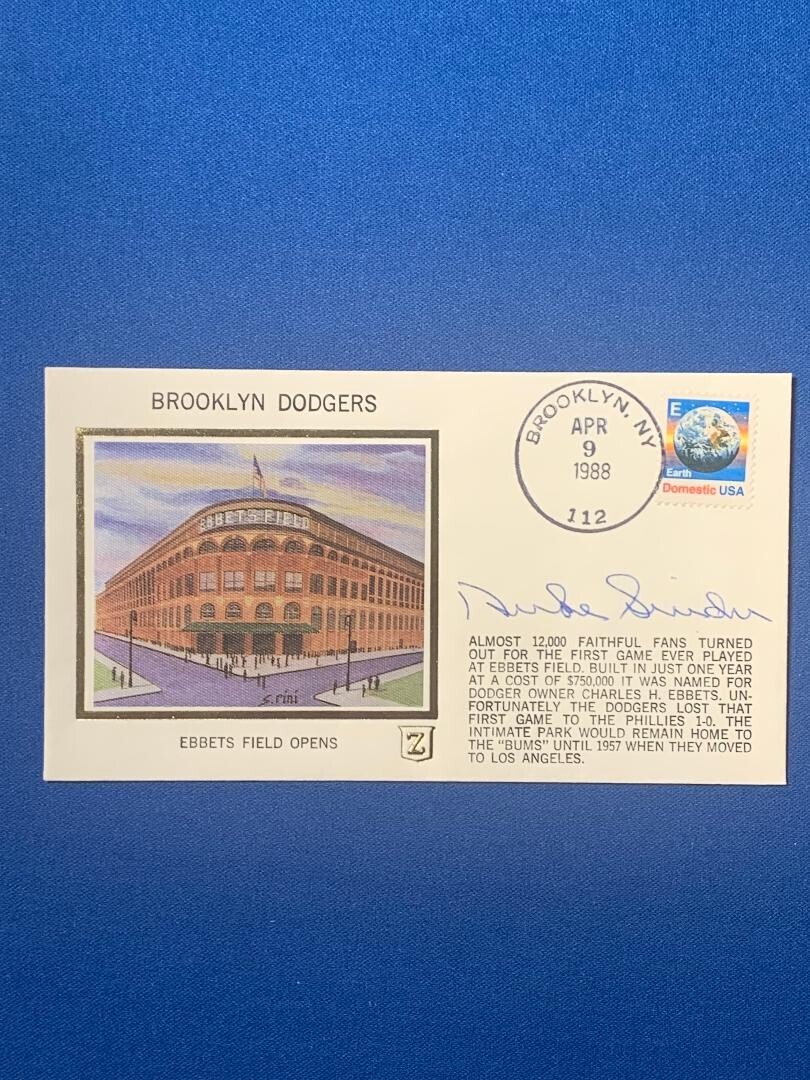 BROOKLYN DODGERS
EBBETS FIELD
s. rini
EBBETS FIELD OPENS
Z
BROOKLYN, NY
APR
9
1988
112
E
Earth
Domestic USA
Duke Snider
ALMOST 12,000 FAITHFUL FANS TURNED
OUT FOR THE FIRST GAME EVER PLAYED
AT EBBETS FIELD. BUILT IN JUST ONE YEAR
AT A COST OF $750,000 IT WAS NAMED FOR
DODGER OWNER CHARLES H. EBBETS. UN-
FORTUNATELY THE DODGERS LOST THAT
FIRST GAME TO THE PHILLIES 1-0. THE
INTIMATE PARK WOULD REMAIN HOME TO
THE "BUMS" UNTIL 1957 WHEN THEY MOVED
TO LOS ANGELES.